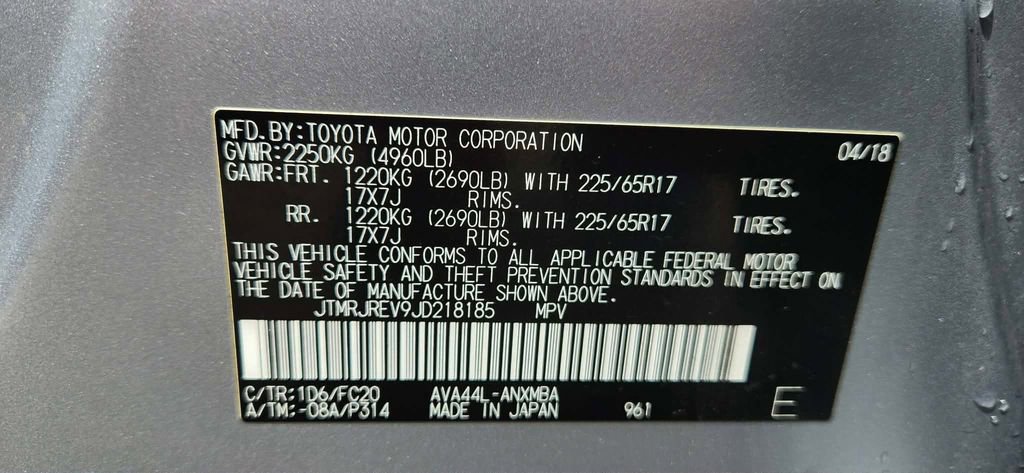 MFD. BY: TOYOTA MOTOR CORPORATION 04/18
GVWR: 2250KG (4960LB)
GAWR: FRT. 1220KG (2690LB) WITH 225/65R17 TIRES.
17X7J RIMS.
RR. 1220KG (2690LB) WITH 225/65R17 TIRES.
17X7J RIMS.
THIS VEHICLE CONFORMS TO ALL APPLICABLE FEDERAL MOTOR
VEHICLE SAFETY AND THEFT PREVENTION STANDARDS IN EFFECT ON
THE DATE OF MANUFACTURE SHOWN ABOVE.
JTMRJREV9JD218185 MPV
C/TR: 1D6/FC20 AVA44L-ANXMBA
A/TM: -08A/P314 MADE IN JAPAN 961 E